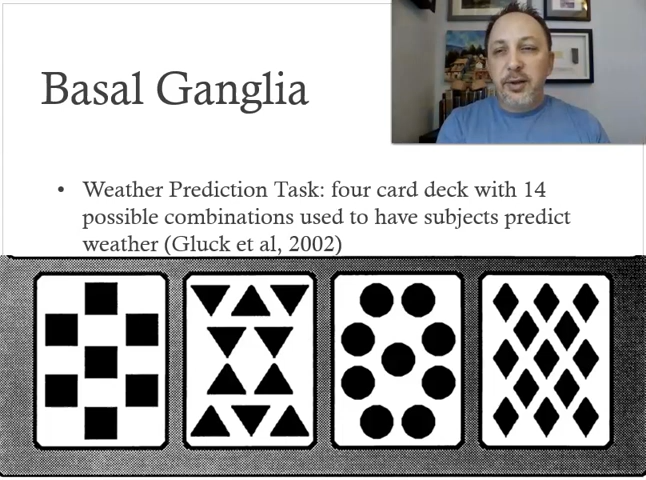 Basal Ganglia
• Weather Prediction Task: four card deck with 14
possible combinations used to have subjects predict
weather (Gluck et al, 2002)